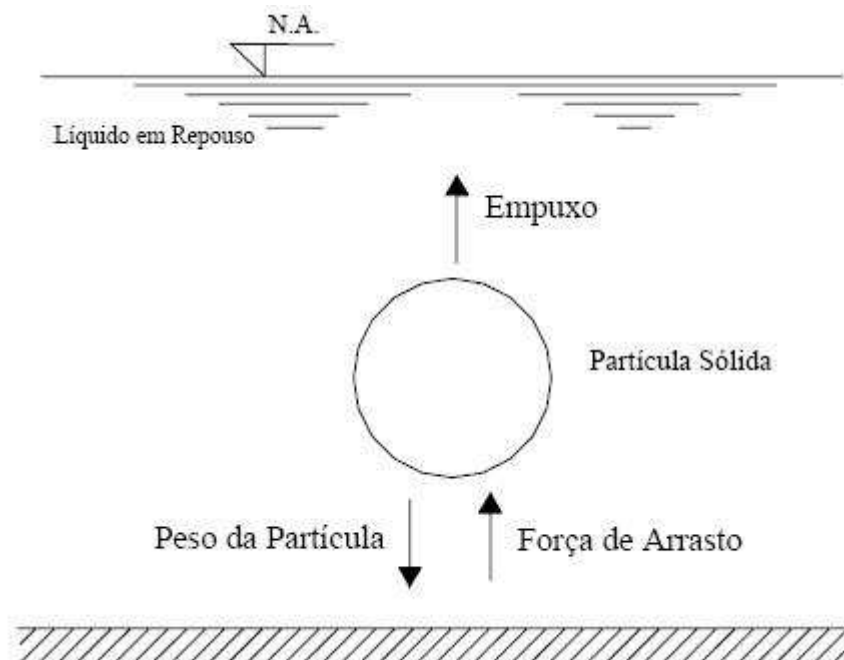 N.A.
Líquido em Repouso
Empuxo
Partícula Sólida
Peso da Partícula
Força de Arrasto